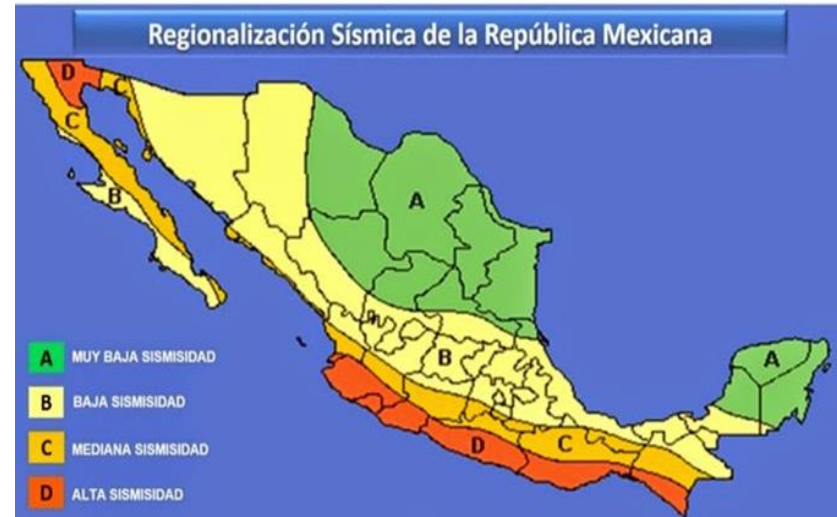 Regionalización Sísmica de la República Mexicana
D
C
C
B
A
A
B
C
D
A MUY BAJA SISMISIDAD
B BAJA SISMISIDAD
C MEDIANA SISMISIDAD
D ALTA SISMISIDAD